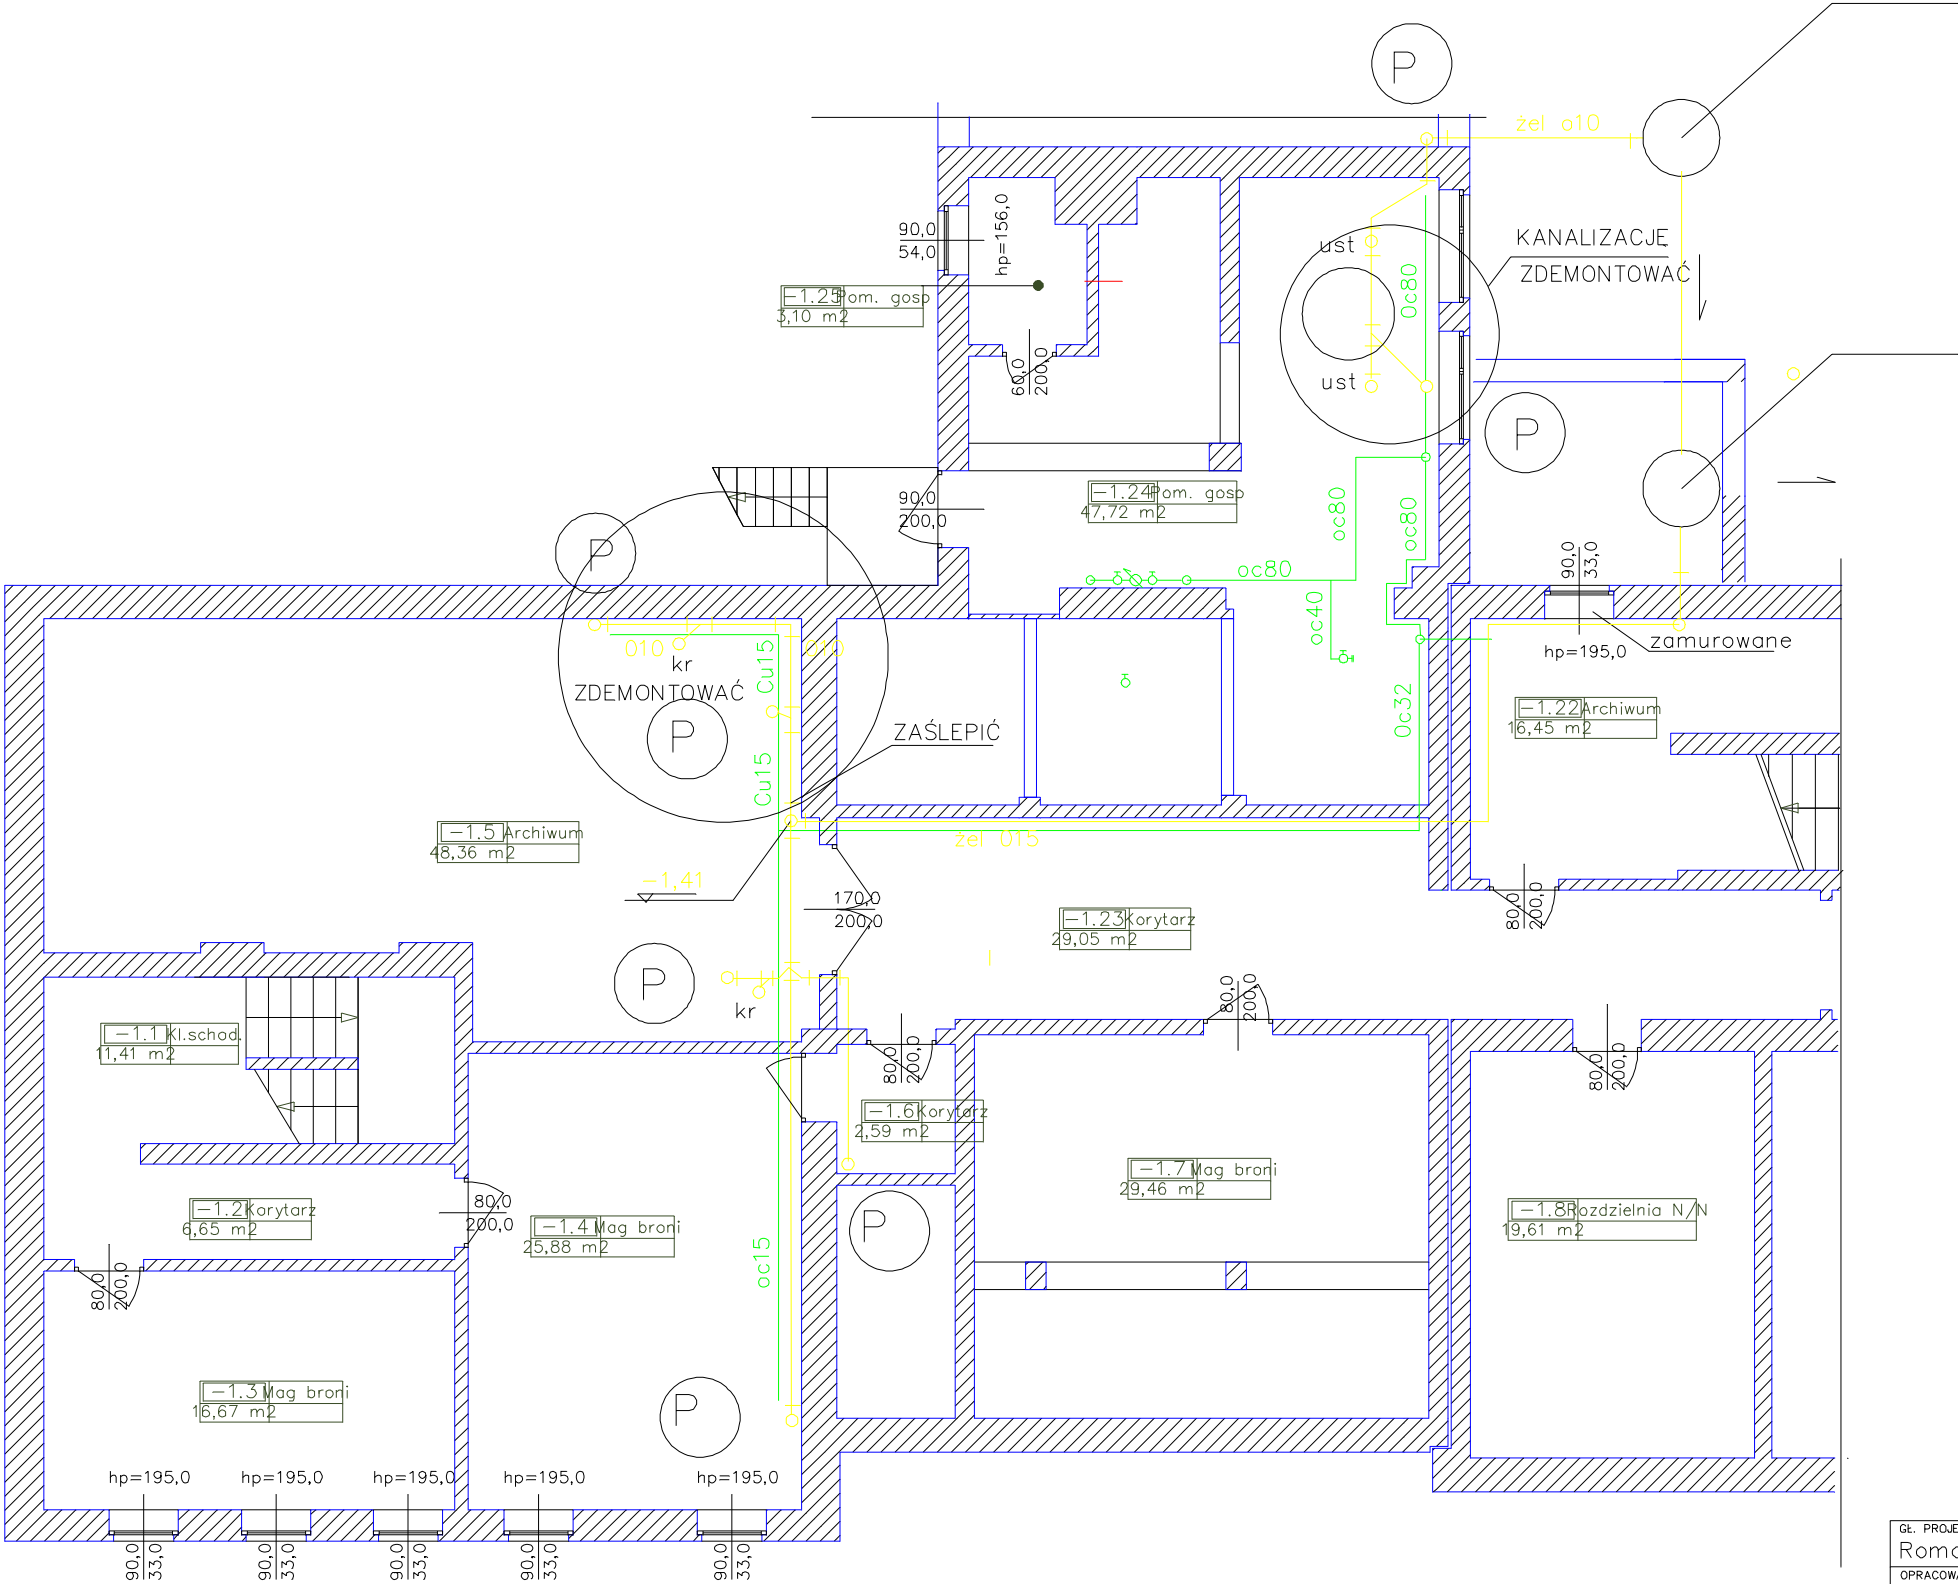 P
żel o10
KANALIZACJĘ
ZDEMONTOWAĆ
90,0
54,0
hp=156,0
ust
Oc80
-1.25 Pom. gosp
3,10 m2
60,0
200,0
ust
P
90,0
200,0
-1.24 Pom. gosp
47,72 m2
oc80
oc80
P
oc80
oc40
90,0
33,0
zamurowane
hp=195,0
010
010
kr
Cu15
ZDEMONTOWAĆ
P
ZAŚLEPIĆ
Cu15
Oc32
-1.22 Archiwum
16,45 m2
-1.5 Archiwum
48,36 m2
żel 015
-1,41
170,0
200,0
-1.23 Korytarz
29,05 m2
80,0
200,0
P
kr
80,0
200,0
80,0
200,0
80,0
200,0
-1.1 Kl.schod.
11,41 m2
-1.6 Korytarz
2,59 m2
-1.7 Mag broni
29,46 m2
-1.2 Korytarz
6,65 m2
80,0
200,0
-1.4 Mag broni
25,88 m2
P
-1.8 Rozdzielnia N/N
19,61 m2
oc15
80,0
200,0
-1.3 Mag broni
16,67 m2
P
hp=195,0
hp=195,0
hp=195,0
hp=195,0
hp=195,0
90,0
33,0
90,0
33,0
90,0
33,0
90,0
33,0
90,0
33,0
GŁ. PROJE
Romo
OPRACOWA